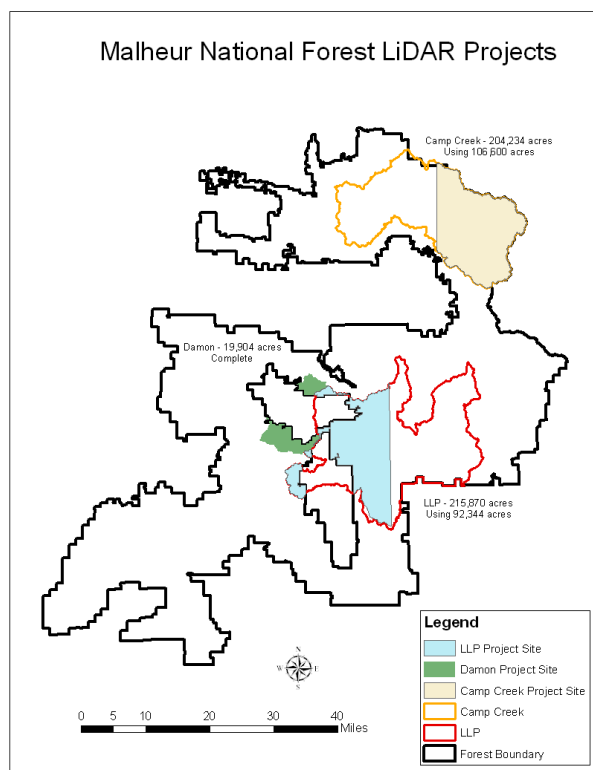 Malheur National Forest LiDAR Projects
Camp Creek - 204,234 acres
Using 106,600 acres
Damon - 19,904 acres
Complete
LLP - 215,870 acres
Using 92,344 acres
Legend
LLP Project Site
Damon Project Site
Camp Creek Project Site
Camp Creek
LLP
Forest Boundary
N
W E
S
0 5 10 20 30 40
Miles